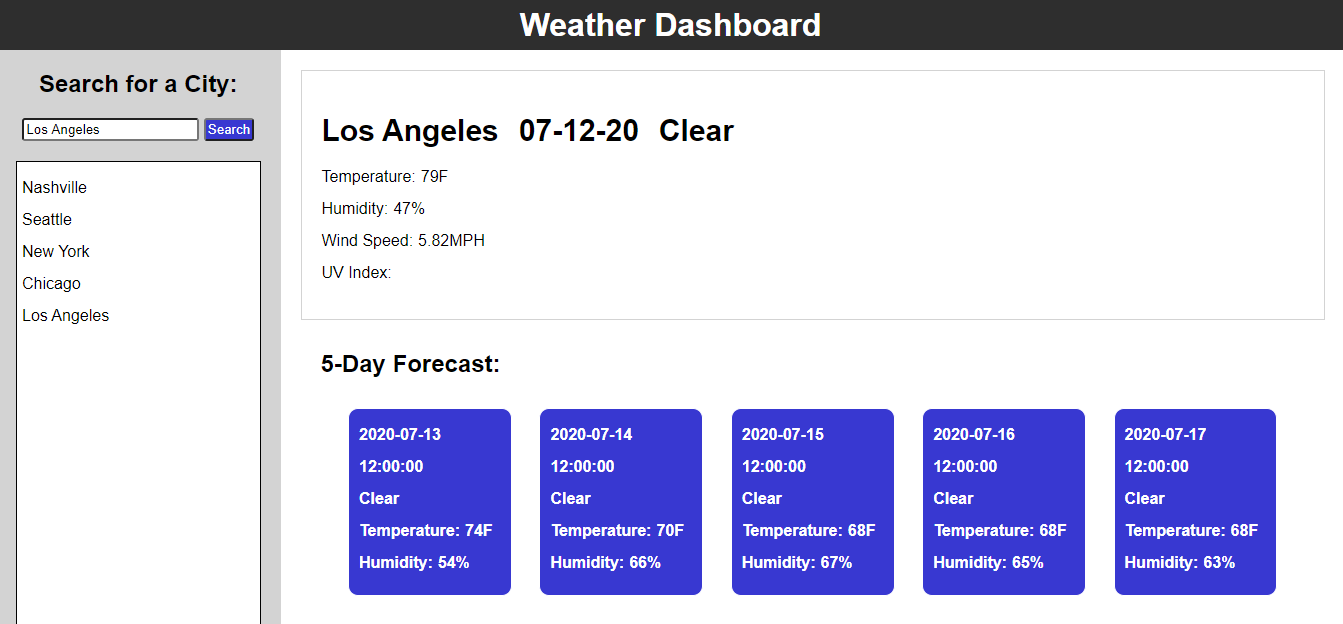 Weather Dashboard
Search for a City:
Los Angeles Search
Nashville
Seattle
New York
Chicago
Los Angeles
Los Angeles 07-12-20 Clear
Temperature: 79F
Humidity: 47%
Wind Speed: 5.82MPH
UV Index:
5-Day Forecast:
2020-07-13
12:00:00
Clear
Temperature: 74F
Humidity: 54%
2020-07-14
12:00:00
Clear
Temperature: 70F
Humidity: 66%
2020-07-15
12:00:00
Clear
Temperature: 68F
Humidity: 67%
2020-07-16
12:00:00
Clear
Temperature: 68F
Humidity: 65%
2020-07-17
12:00:00
Clear
Temperature: 68F
Humidity: 63%